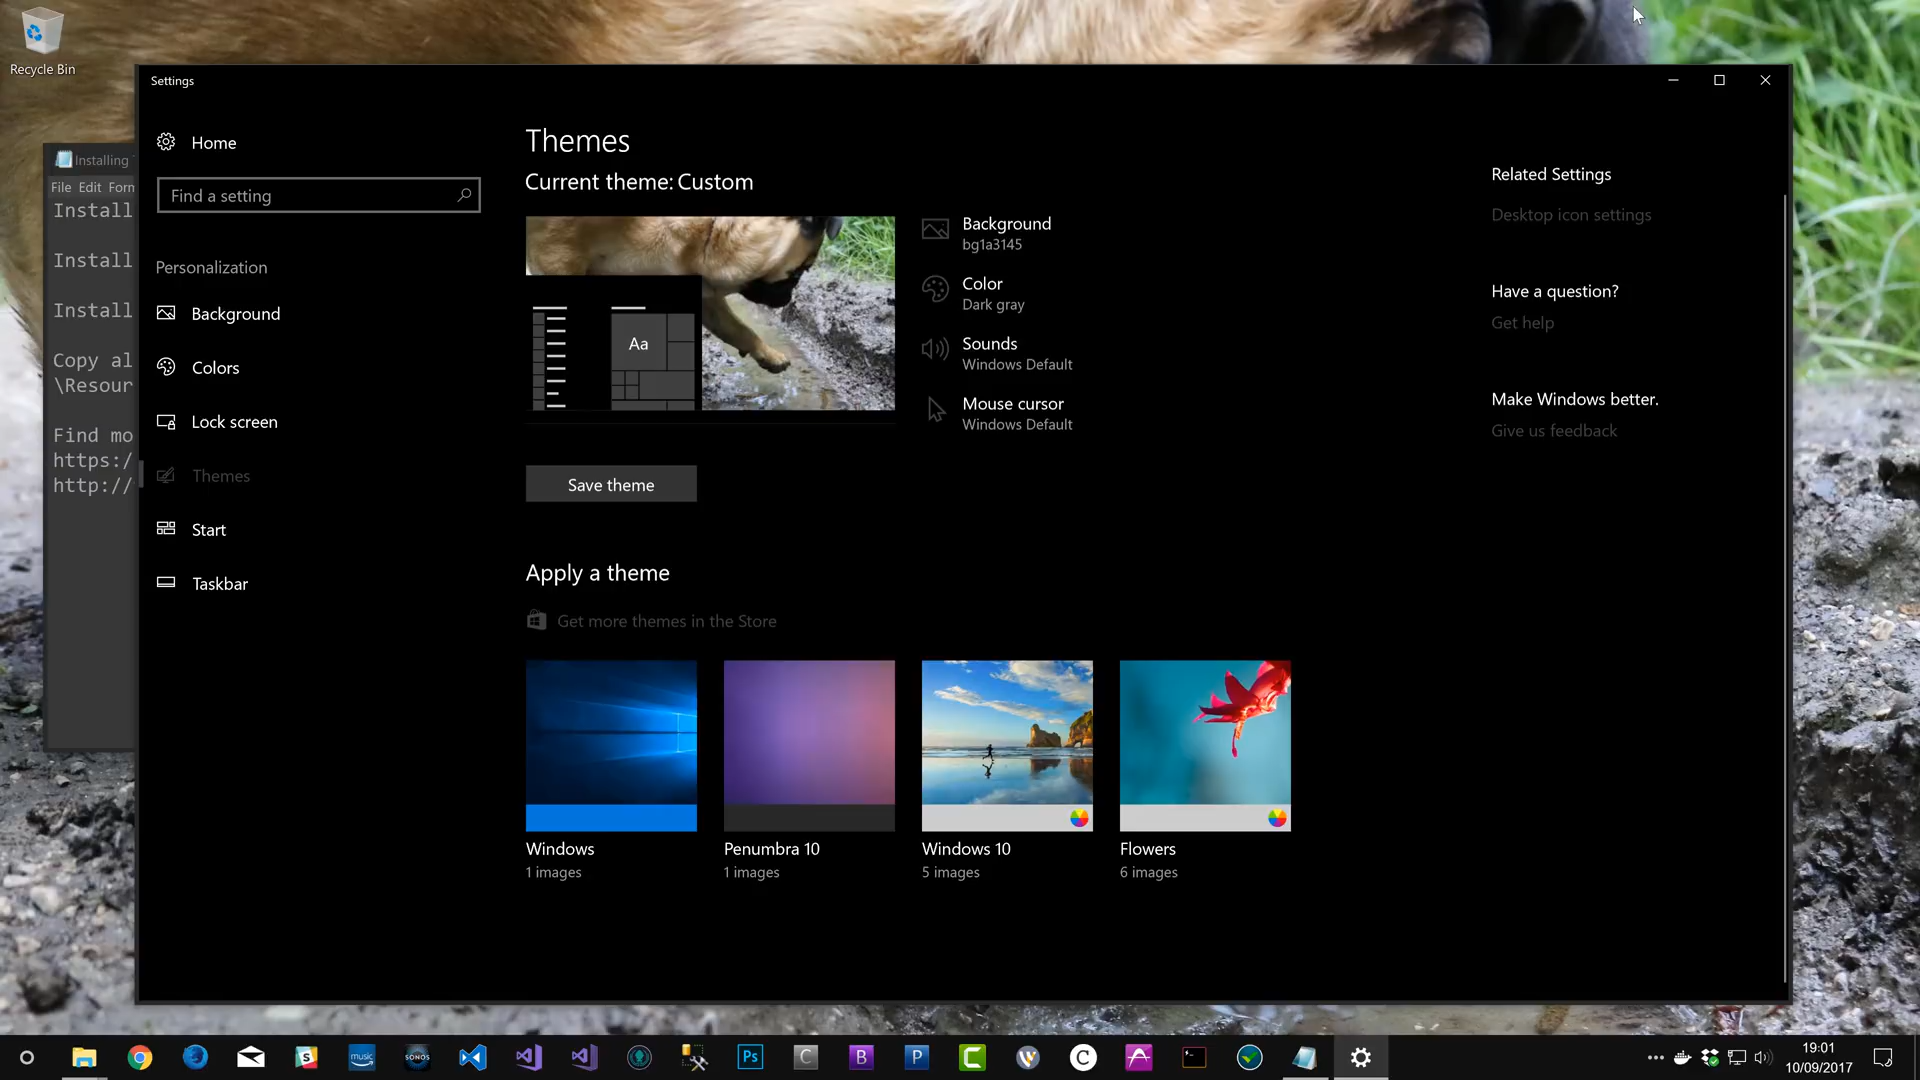 Recycle Bin
Installing
File Edit Form
Install
Install
Install
Copy al
\Resour
Find mo
https:/
http://
Settings
Home
Find a setting
Personalization
Background
Colors
Lock screen
Themes
Start
Taskbar
Themes
Current theme: Custom
Aa
Background
bg1a3145
Color
Dark gray
Sounds
Windows Default
Mouse cursor
Windows Default
Save theme
Apply a theme
Get more themes in the Store
Windows
1 images
Penumbra 10
1 images
Windows 10
5 images
Flowers
6 images
Related Settings
Desktop icon settings
Have a question?
Get help
Make Windows better.
Give us feedback
S
music
SONOS
Ps
C
B
P
C
C
19:01
10/09/2017